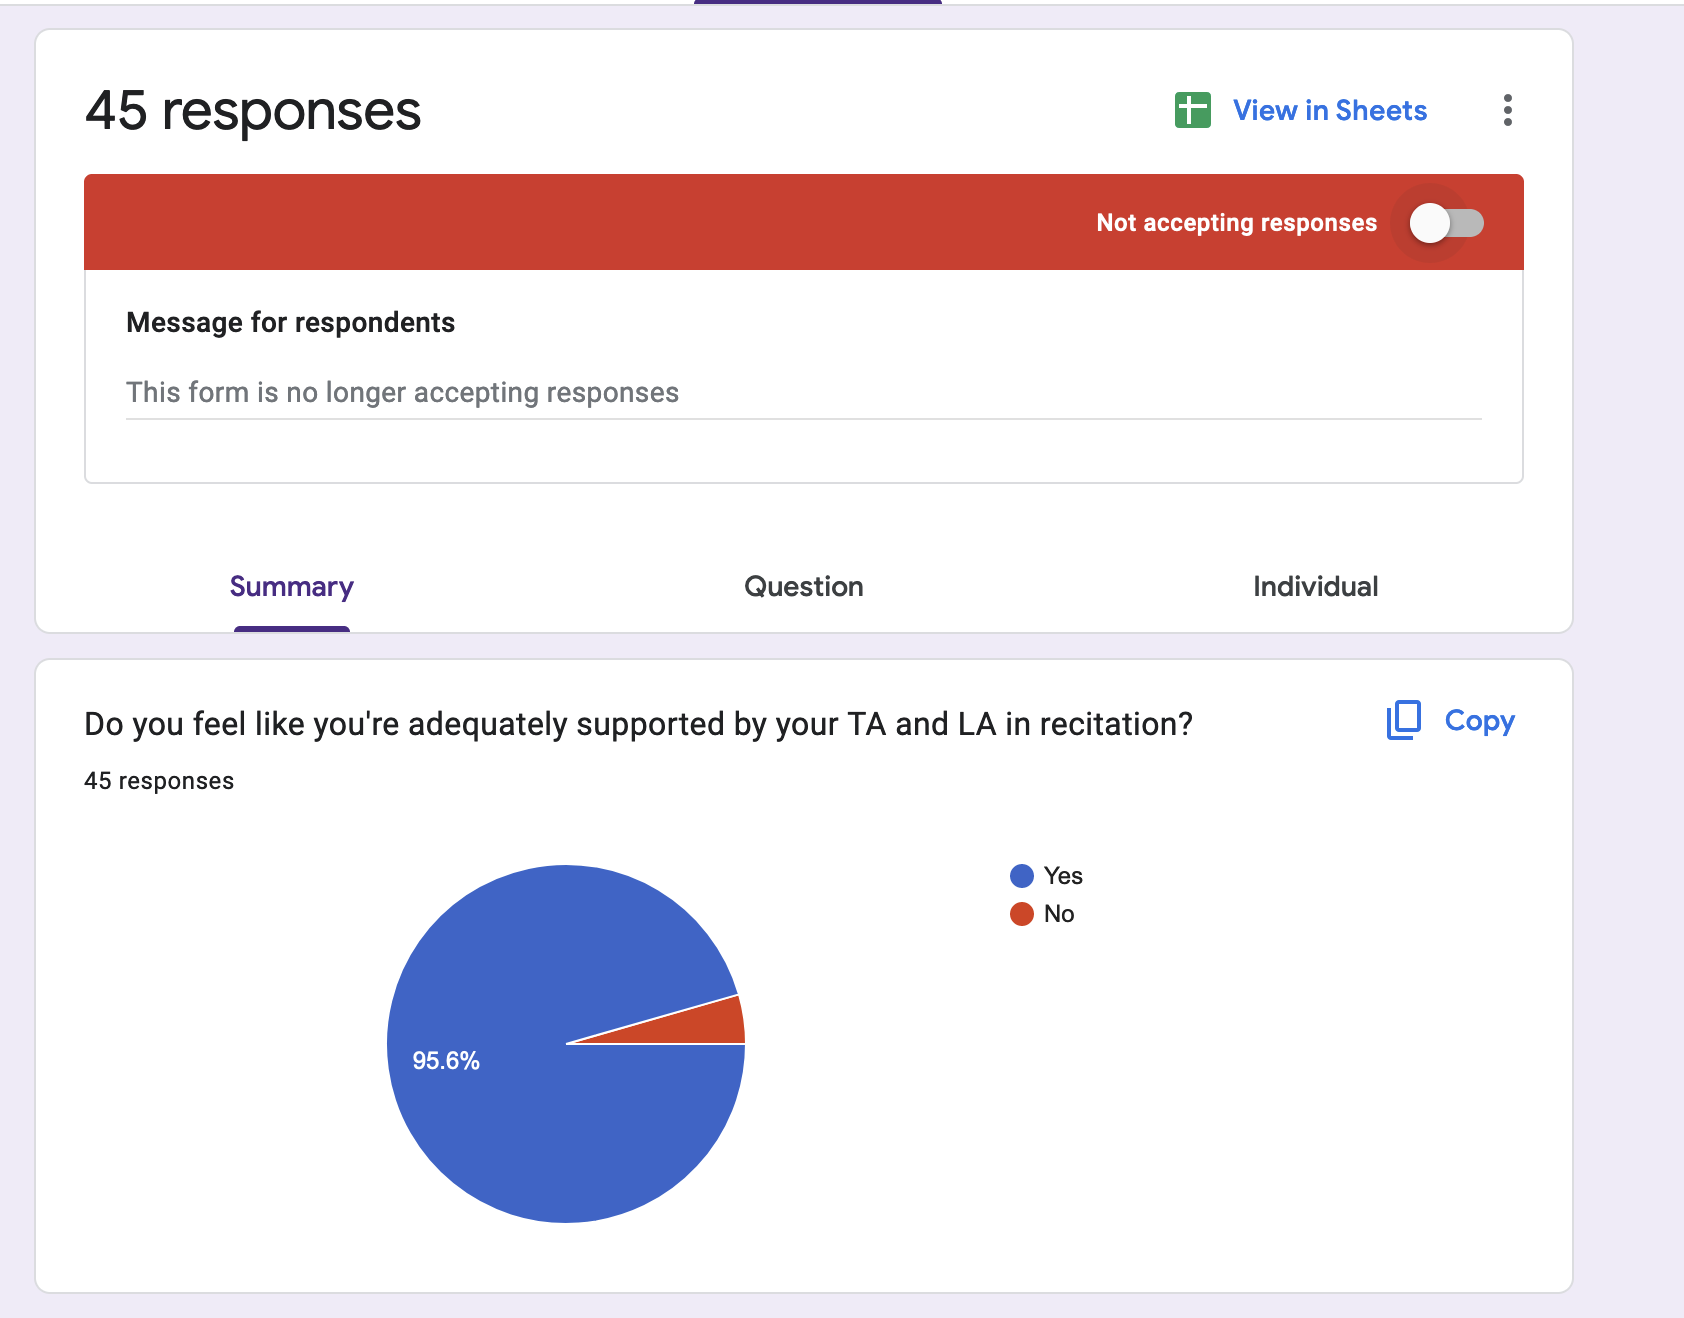 45 responses
View in Sheets
Not accepting responses
Message for respondents
This form is no longer accepting responses
Summary
Question
Individual
Do you feel like you're adequately supported by your TA and LA in recitation?
Copy
45 responses
Yes
No
95.6%